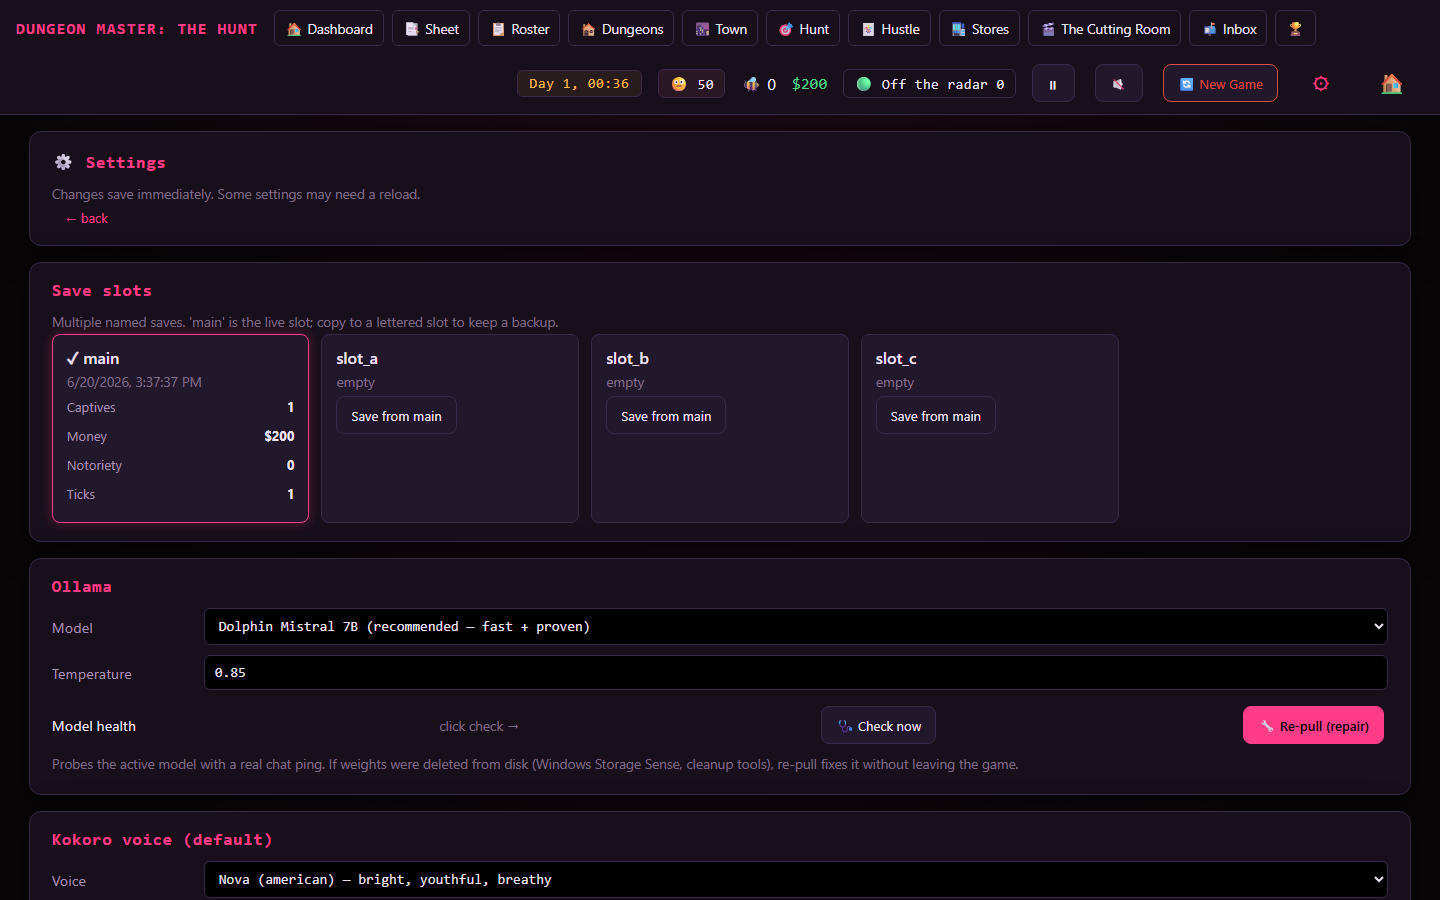 DUNGEON MASTER: THE HUNT
Dashboard
Sheet
Roster
Dungeons
Town
Hunt
Hustle
Stores
The Cutting Room
Inbox
Day 1, 00:36
50
0
$200
Off the radar 0
New Game
Settings
Changes save immediately. Some settings may need a reload.
← back
Save slots
Multiple named saves. 'main' is the live slot; copy to a lettered slot to keep a backup.
✓ main
6/20/2026, 3:37:37 PM
Captives 1
Money $200
Notoriety 0
Ticks 1
slot_a
empty
Save from main
slot_b
empty
Save from main
slot_c
empty
Save from main
Ollama
Model
Dolphin Mistral 7B (recommended — fast + proven)
Temperature
0.85
Model health
click check →
Check now
Re-pull (repair)
Probes the active model with a real chat ping. If weights were deleted from disk (Windows Storage Sense, cleanup tools), re-pull fixes it without leaving the game.
Kokoro voice (default)
Voice
Nova (american) — bright, youthful, breathy